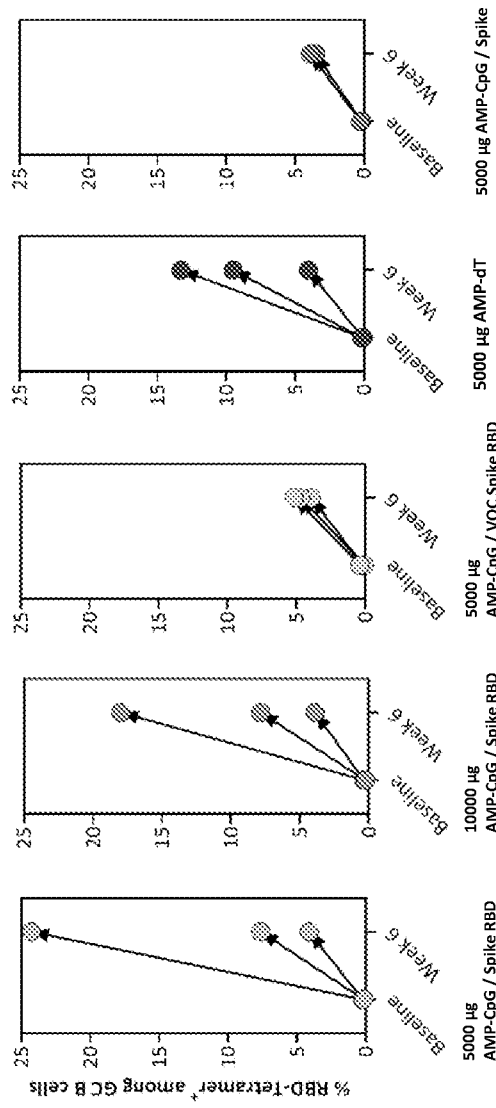 % RBD-Tetramer⁺ among GC B cells
25
20
15
10
5
0
Baseline
Week 6
5000 µg
AMP-CpG / Spike RBD
25
20
15
10
5
0
Baseline
Week 6
10000 µg
AMP-CpG / Spike RBD
25
20
15
10
5
0
Baseline
Week 6
5000 µg
AMP-CpG / VOC Spike RBD
25
20
15
10
5
0
Baseline
Week 6
5000 µg AMP-dT
25
20
15
10
5
0
Baseline
Week 6
5000 µg AMP-CpG / Spike